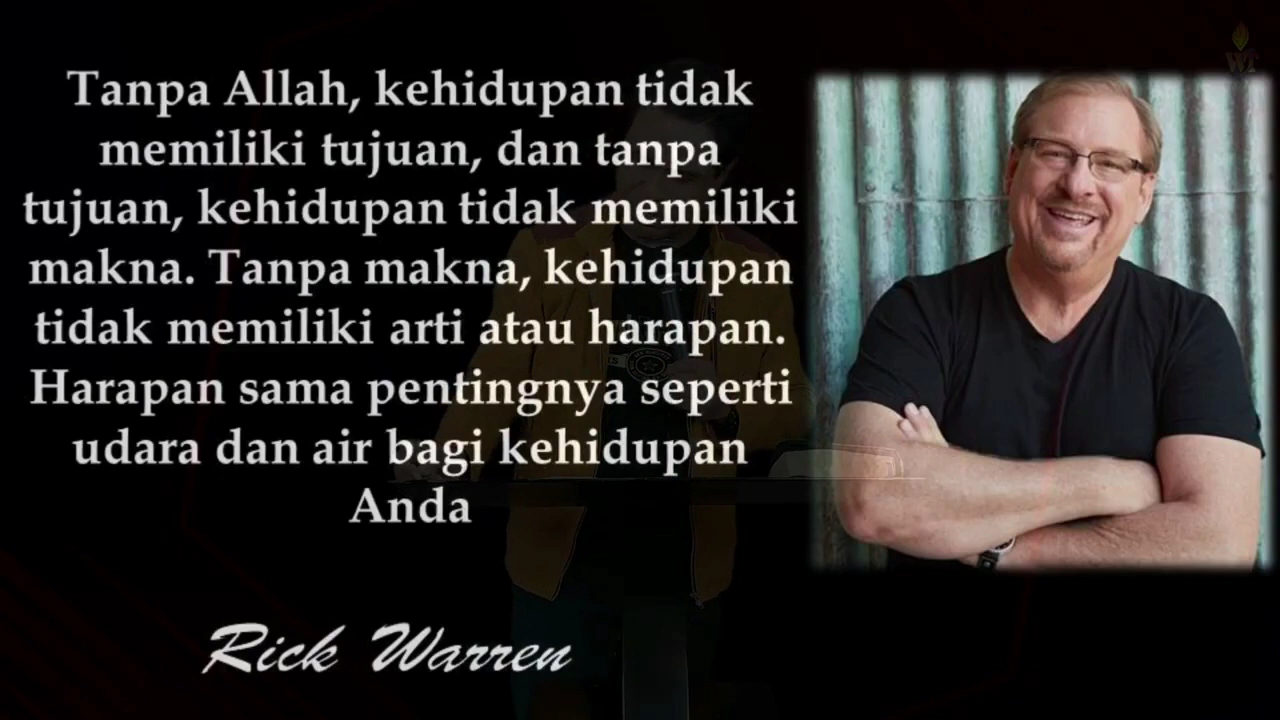 Tanpa Allah, kehidupan tidak
memiliki tujuan, dan tanpa
tujuan, kehidupan tidak memiliki
makna. Tanpa makna, kehidupan
tidak memiliki arti atau harapan.
Harapan sama pentingnya seperti
udara dan air bagi kehidupan
Anda
Rick Warren
WT